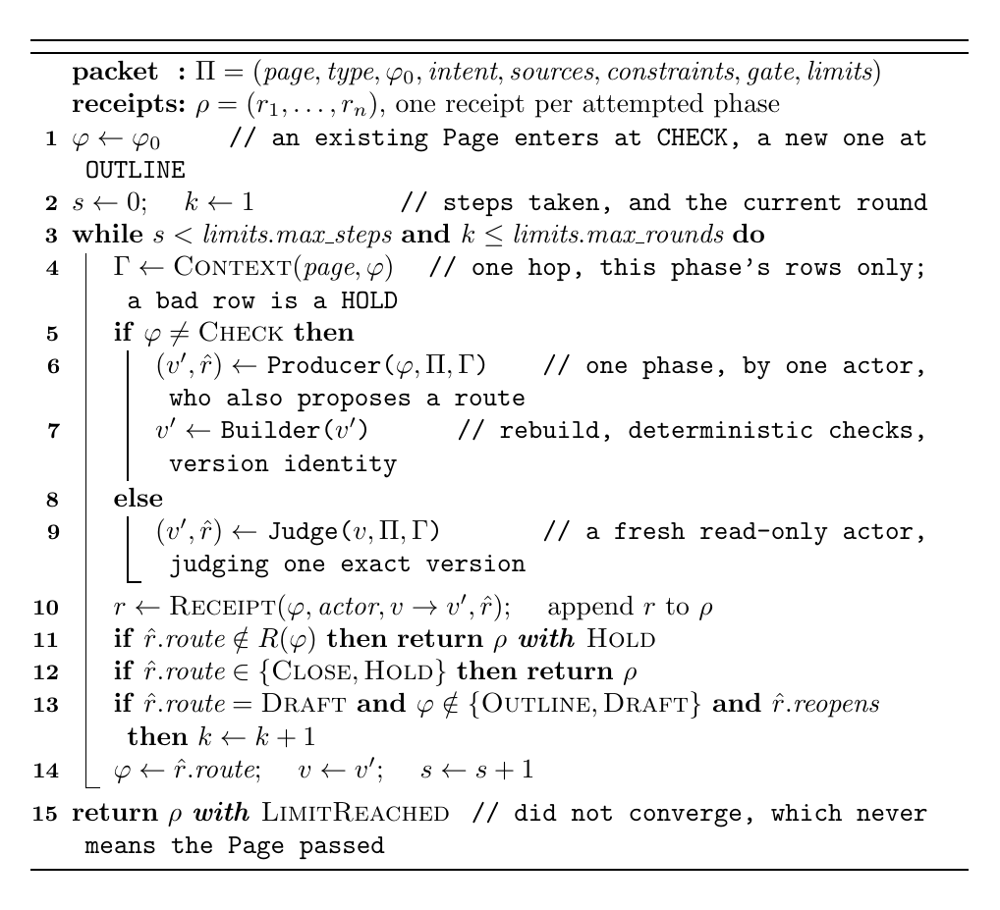 packet : Π = (page, type, φ₀, intent, sources, constraints, gate, limits)
receipts: ρ = (r₁, . . . , rₙ), one receipt per attempted phase
1 φ ← φ₀ // an existing Page enters at CHECK, a new one at
OUTLINE
2 s ← 0; k ← 1 // steps taken, and the current round
3 while s < limits.max_steps and k ≤ limits.max_rounds do
4 Γ ← Context(page, φ) // one hop, this phase's rows only;
a bad row is a HOLD
5 if φ ≠ Check then
6 (v′, r̂) ← Producer(φ, Π, Γ) // one phase, by one actor,
who also proposes a route
7 v′ ← Builder(v′) // rebuild, deterministic checks,
version identity
8 else
9 (v′, r̂) ← Judge(v, Π, Γ) // a fresh read-only actor,
judging one exact version
10 r ← Receipt(φ, actor, v → v′, r̂); append r to ρ
11 if r̂.route ∉ R(φ) then return ρ with Hold
12 if r̂.route ∈ {Close, Hold} then return ρ
13 if r̂.route = Draft and φ ∉ {Outline, Draft} and r̂.reopens
then k ← k + 1
14 φ ← r̂.route; v ← v′; s ← s + 1
15 return ρ with LimitReached // did not converge, which never
means the Page passed